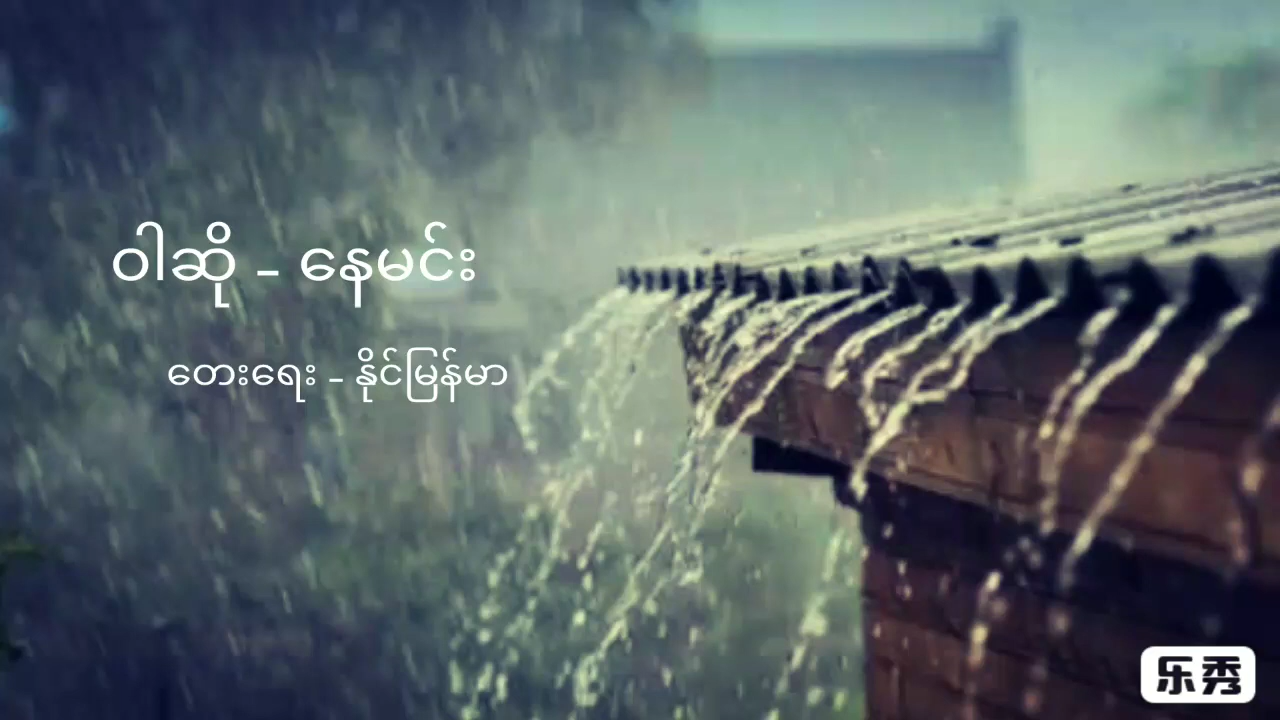 ဝါဆို - နေမင်း
တေးရေး - နိုင်မြန်မာ
乐秀